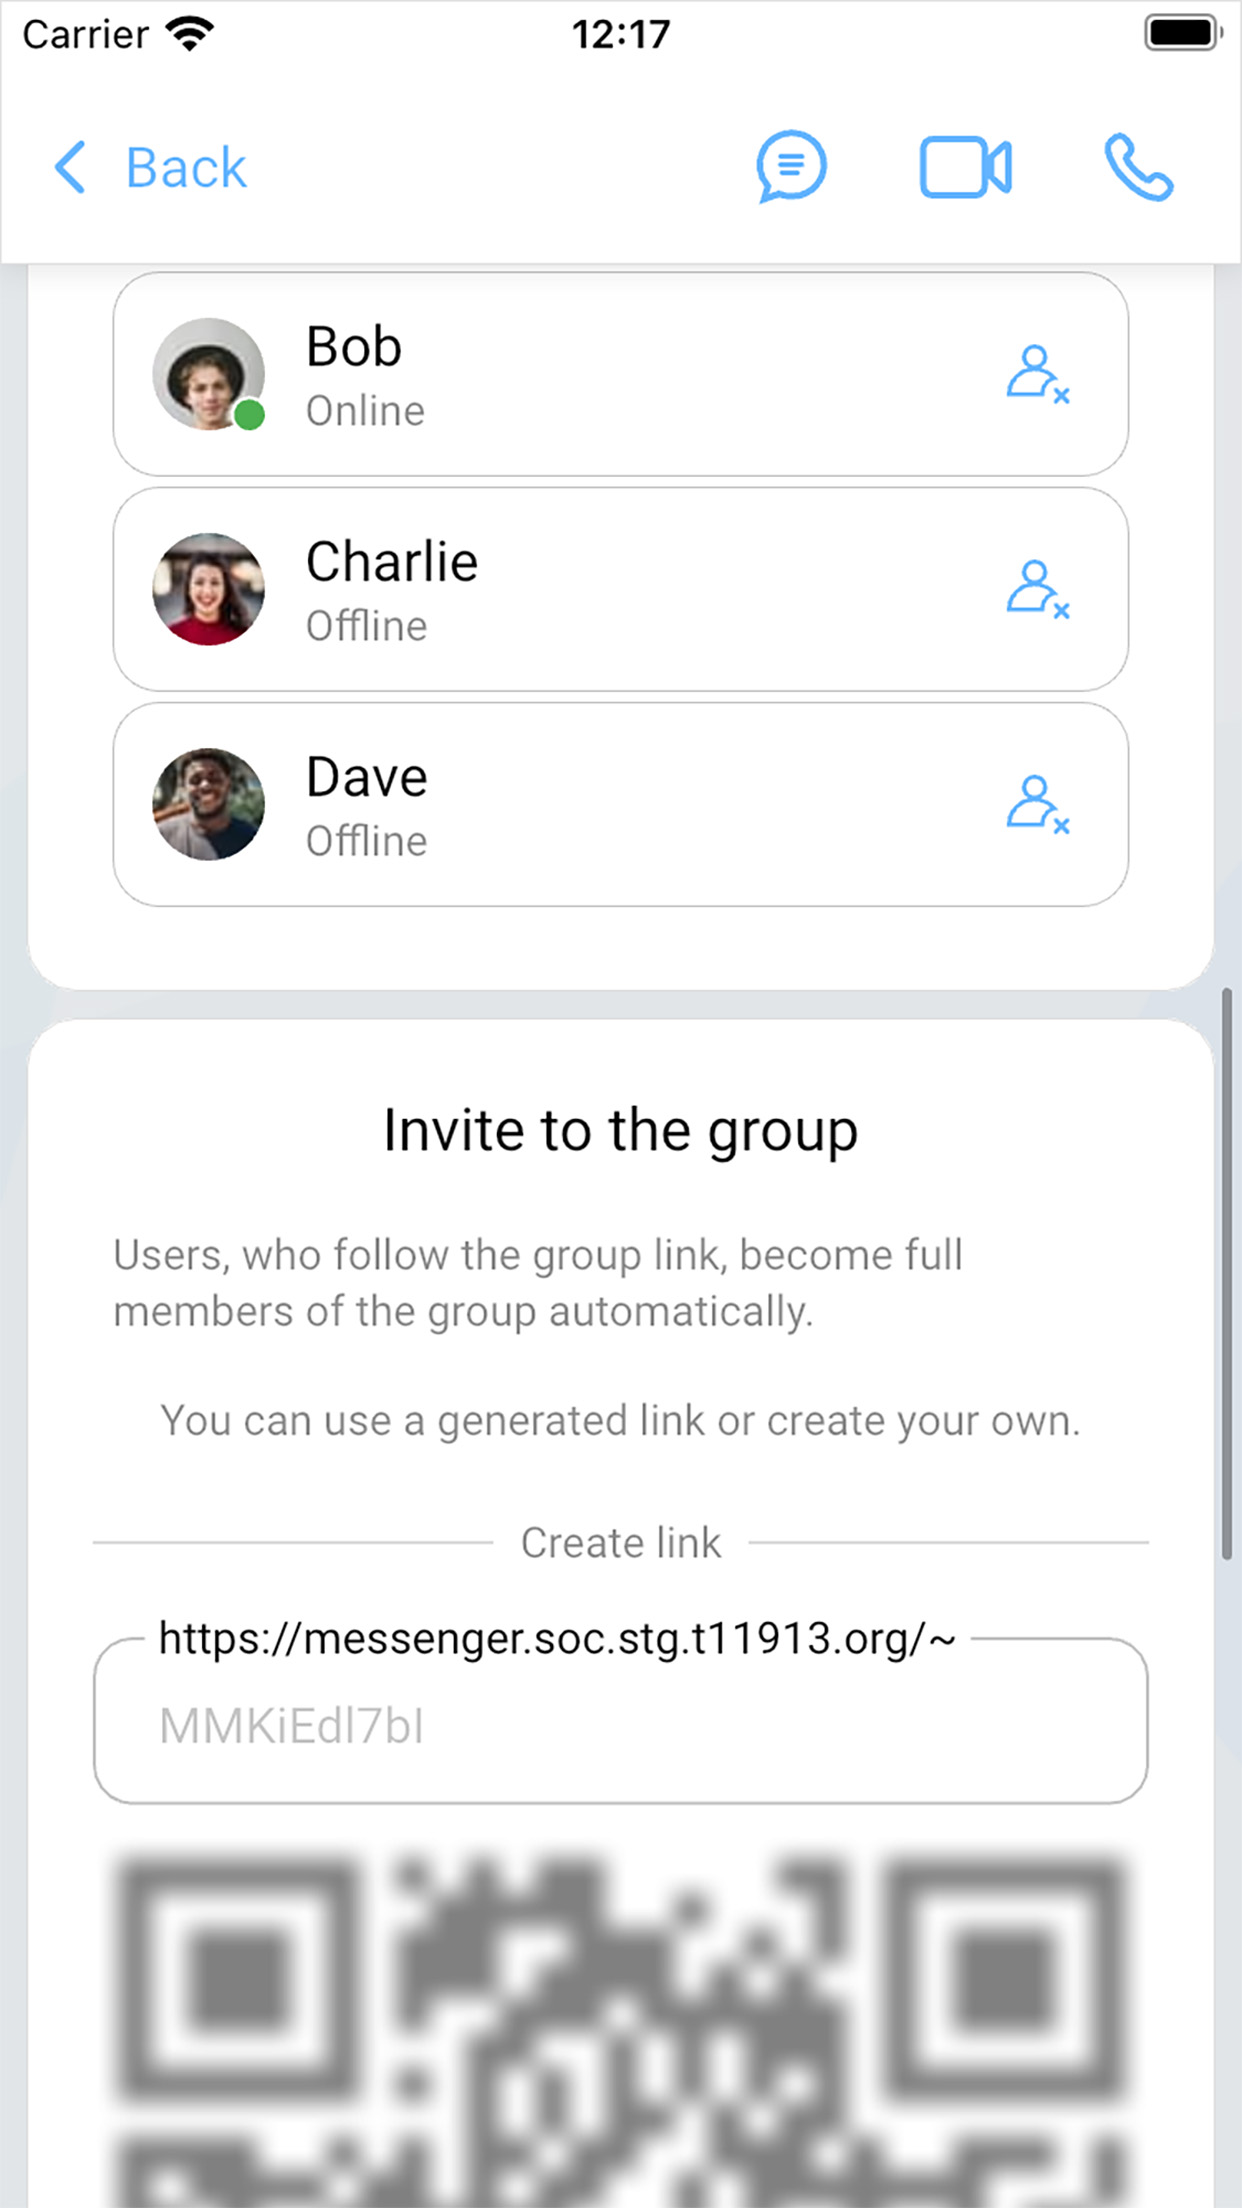 Carrier 12:17
Back
Bob
Online
Charlie
Offline
Dave
Offline
Invite to the group
Users, who follow the group link, become full
members of the group automatically.
You can use a generated link or create your own.
Create link
https://messenger.soc.stg.t11913.org/~
MMKiEdl7bI